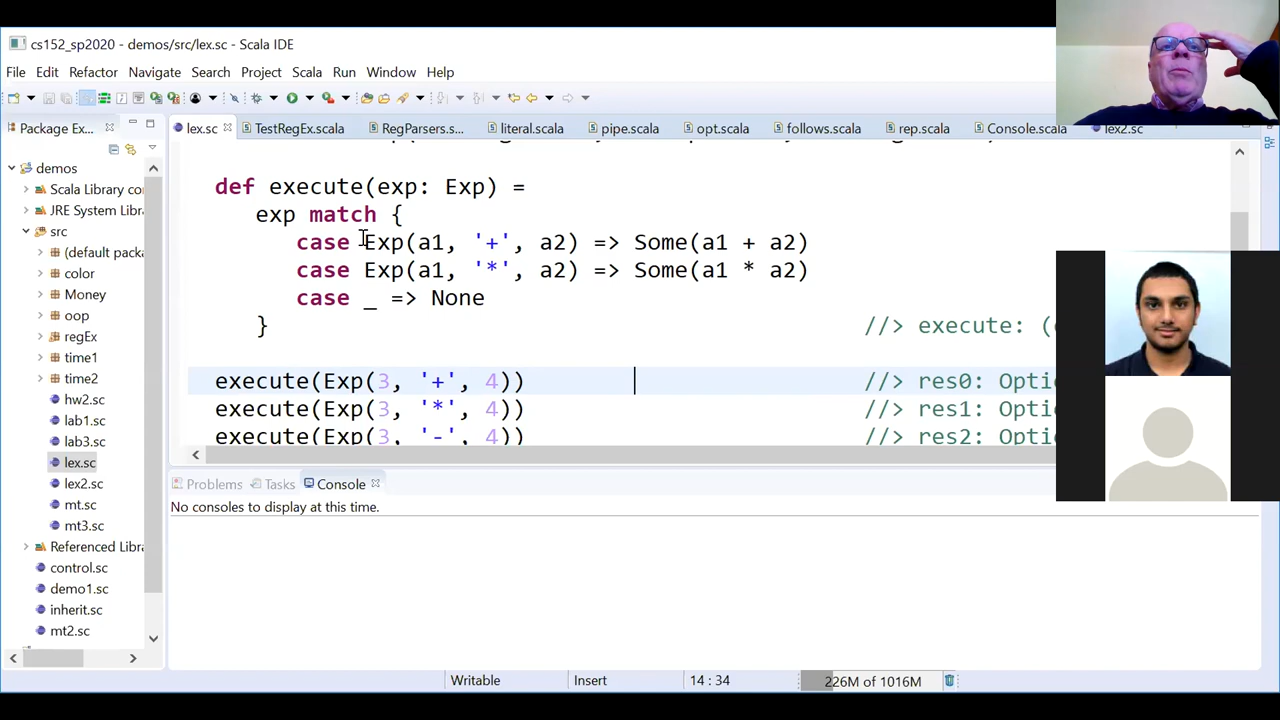 cs152_sp2020 - demos/src/lex.sc - Scala IDE
File Edit Refactor Navigate Search Project Scala Run Window Help
Package Ex...
lex.sc TestRegEx.scala RegParsers.s... literal.scala pipe.scala opt.scala follows.scala rep.scala Console.scala lex2.sc
demos
Scala Library co
JRE System Libr
src
(default packa
color
Money
oop
regEx
time1
time2
hw2.sc
lab1.sc
lab3.sc
lex.sc
lex2.sc
mt.sc
mt3.sc
Referenced Libra
control.sc
demo1.sc
inherit.sc
mt2.sc
def execute(exp: Exp) =
exp match {
case Exp(a1, '+', a2) => Some(a1 + a2)
case Exp(a1, '*', a2) => Some(a1 * a2)
case _ => None
} //> execute: (
execute(Exp(3, '+', 4)) //> res0: Optio
execute(Exp(3, '*', 4)) //> res1: Optio
execute(Exp(3, '-', 4)) //> res2: Optio
Problems Tasks Console
No consoles to display at this time.
Writable Insert 14 : 34 226M of 1016M